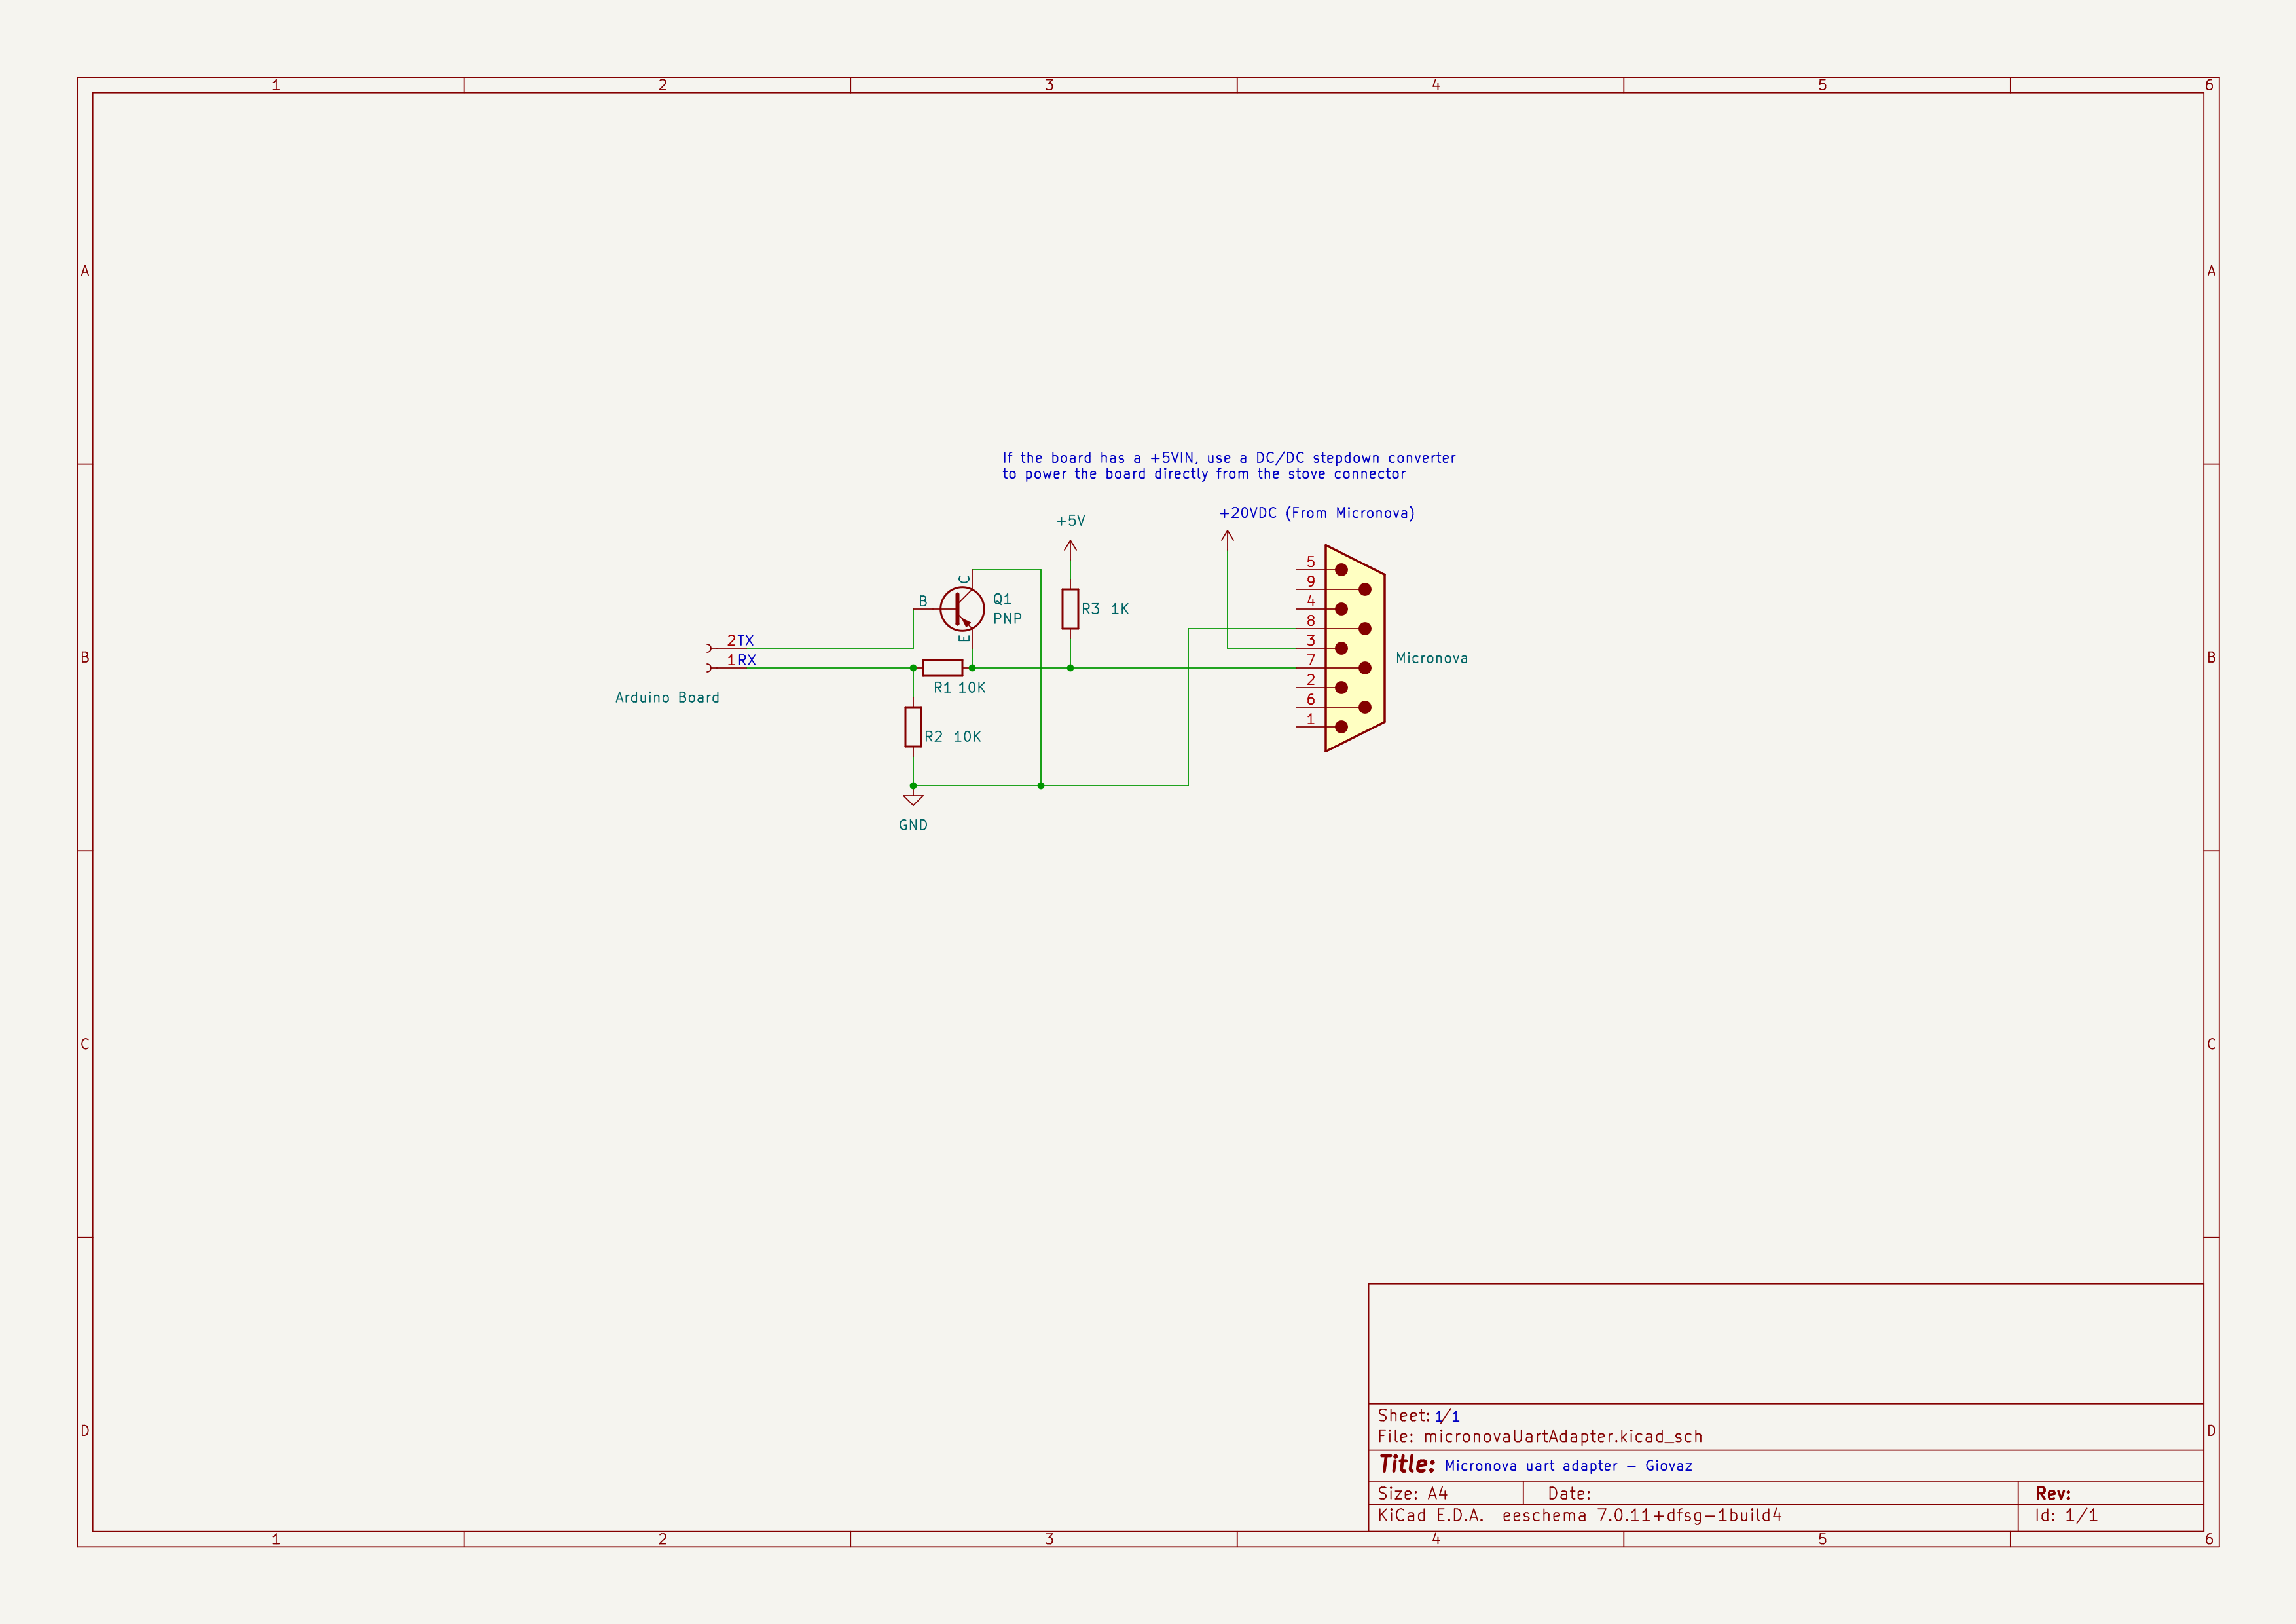 1 2 3 4 5 6
A A
If the board has a +5VIN, use a DC/DC stepdown converter
to power the board directly from the stove connector
+20VDC (From Micronova)
+5V
5
9
4
8
3
7
2
6
1
C
B
E
Q1
PNP
R3 1K
2 TX
1 RX
B B
Micronova
Arduino Board
R1 10K
R2 10K
GND
C C
D D
Sheet: 1/1
File: micronovaUartAdapter.kicad_sch
Title: Micronova uart adapter - Giovaz
Size: A4 Date: Rev:
KiCad E.D.A. eeschema 7.0.11+dfsg-1build4 Id: 1/1
1 2 3 4 5 6